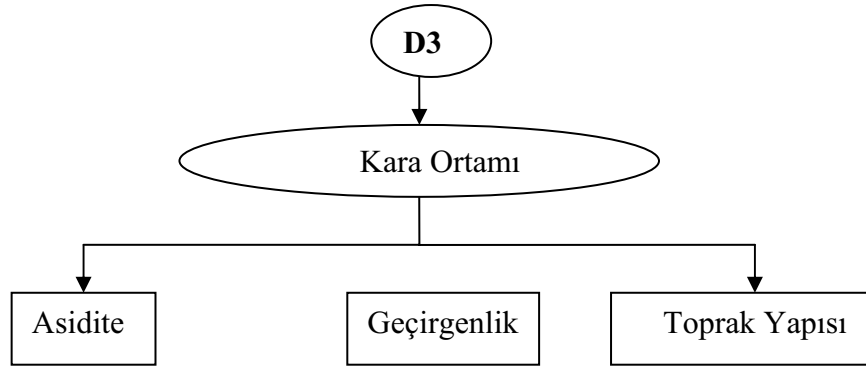 D3
Kara Ortamı
Asidite
Geçirgenlik
Toprak Yapısı